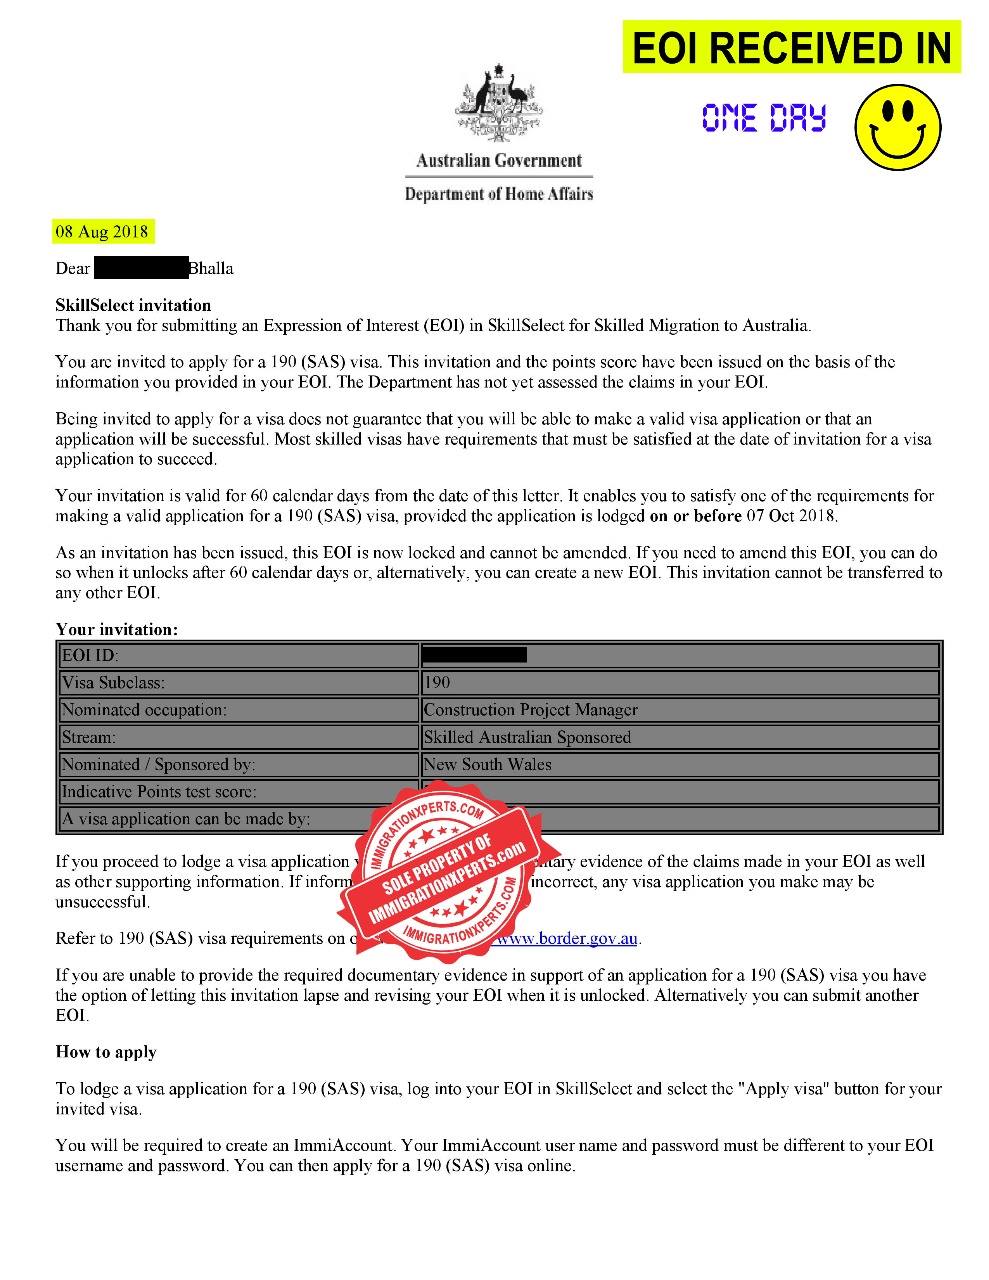 EOI RECEIVED IN
ONE DAY
Australian Government
Department of Home Affairs
08 Aug 2018
Dear Bhalla
SkillSelect invitation
Thank you for submitting an Expression of Interest (EOI) in SkillSelect for Skilled Migration to Australia.
You are invited to apply for a 190 (SAS) visa. This invitation and the points score have been issued on the basis of the
information you provided in your EOI. The Department has not yet assessed the claims in your EOI.
Being invited to apply for a visa does not guarantee that you will be able to make a valid visa application or that an
application will be successful. Most skilled visas have requirements that must be satisfied at the date of invitation for a visa
application to succeed.
Your invitation is valid for 60 calendar days from the date of this letter. It enables you to satisfy one of the requirements for
making a valid application for a 190 (SAS) visa, provided the application is lodged on or before 07 Oct 2018.
As an invitation has been issued, this EOI is now locked and cannot be amended. If you need to amend this EOI, you can do
so when it unlocks after 60 calendar days or, alternatively, you can create a new EOI. This invitation cannot be transferred to
any other EOI.
Your invitation:
EOI ID:
Visa Subclass: 190
Nominated occupation: Construction Project Manager
Stream: Skilled Australian Sponsored
Nominated / Sponsored by: New South Wales
Indicative Points test score:
A visa application can be made by:
IMMIGRATIONXPERTS.COM
SOLE PROPERTY OF
IMMIGRATIONXPERTS.com
IMMIGRATIONXPERTS.COM
If you proceed to lodge a visa application evidence of the claims made in your EOI as well
as other supporting information. If incorrect, any visa application you make may be
unsuccessful.
Refer to 190 (SAS) visa requirements on www.border.gov.au.
If you are unable to provide the required documentary evidence in support of an application for a 190 (SAS) visa you have
the option of letting this invitation lapse and revising your EOI when it is unlocked. Alternatively you can submit another
EOI.
How to apply
To lodge a visa application for a 190 (SAS) visa, log into your EOI in SkillSelect and select the "Apply visa" button for your
invited visa.
You will be required to create an ImmiAccount. Your ImmiAccount user name and password must be different to your EOI
username and password. You can then apply for a 190 (SAS) visa online.